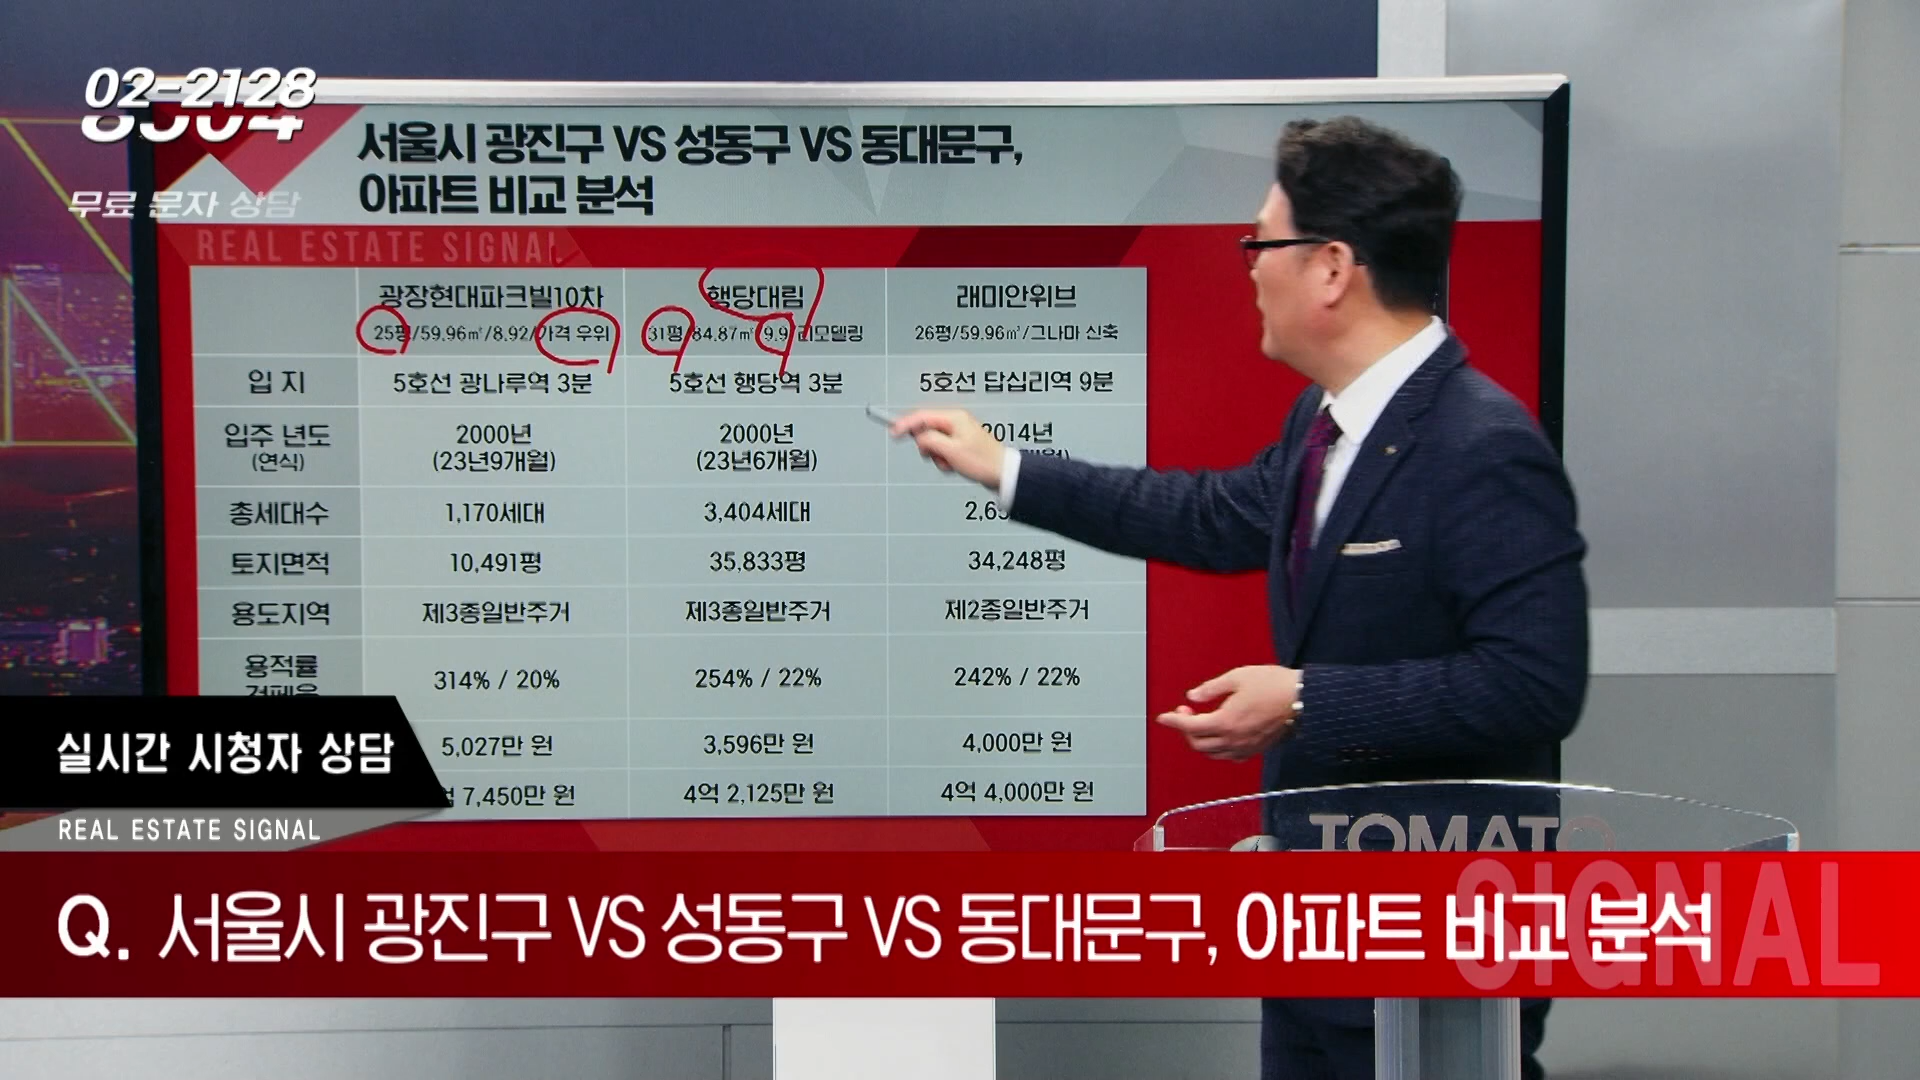 02-2128
무료 문자 상담
서울시 광진구 VS 성동구 VS 동대문구,
아파트 비교 분석
REAL ESTATE SIGNAL
광장현대파크빌10차 행당대림 래미안위브
25평/59.96㎡/8.92/가격 우위 31평/84.87㎡/9.9/리모델링 26평/59.96㎡/그나마 신축
입 지 5호선 광나루역 3분 5호선 행당역 3분 5호선 답십리역 9분
입주 년도 2000년 2000년 2014년
(연식) (23년9개월) (23년6개월)
총세대수 1,170세대 3,404세대
토지면적 10,491평 35,833평 34,248평
용도지역 제3종일반주거 제3종일반주거 제2종일반주거
용적률
314% / 20% 254% / 22% 242% / 22%
5,027만 원 3,596만 원 4,000만 원
7,450만 원 4억 2,125만 원 4억 4,000만 원
실시간 시청자 상담
REAL ESTATE SIGNAL
TOMATO
SIGNAL
Q. 서울시 광진구 VS 성동구 VS 동대문구, 아파트 비교 분석